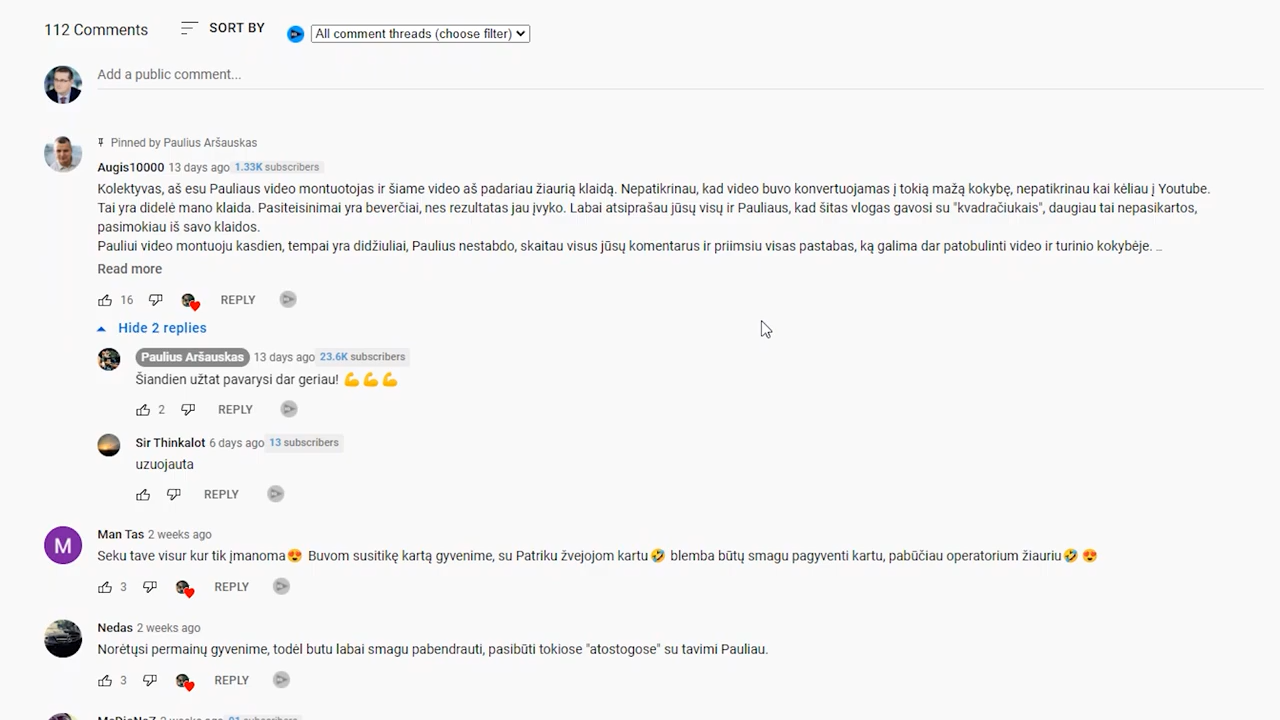 112 Comments
SORT BY
All comment threads (choose filter)
Add a public comment...
Pinned by Paulius Aršauskas
Augis10000 13 days ago 1.33K subscribers
Kolektyvas, aš esu Pauliaus video montuotojas ir šiame video aš padariau žiaurią klaidą. Nepatikrinau, kad video buvo konvertuojamas į tokią mažą kokybę, nepatikrinau kai kėliau į Youtube.
Tai yra didelė mano klaida. Pasiteisinimai yra beverčiai, nes rezultatas jau įvyko. Labai atsiprašau jūsų visų ir Pauliaus, kad šitas vlogas gavosi su "kvadračiukais", daugiau tai nepasikartos,
pasimokiau iš savo klaidos.
Pauliui video montuoju kasdien, tempai yra didžiuliai, Paulius nestabdo, skaitau visus jūsų komentarus ir priimsiu visas pastabas, ką galima dar patobulinti video ir turinio kokybėje. ...
Read more
16 REPLY
Hide 2 replies
Paulius Aršauskas 13 days ago 23.6K subscribers
Šiandien užtat pavarysi dar geriau! 💪💪💪
2 REPLY
Sir Thinkalot 6 days ago 13 subscribers
uzuojauta
REPLY
M
Man Tas 2 weeks ago
Seku tave visur kur tik įmanoma😍 Buvom susitikę kartą gyvenime, su Patriku žvejojom kartu🤣 blemba būtų smagu pagyventi kartu, pabūčiau operatorium žiauriu🤣 😍
3 REPLY
Nedas 2 weeks ago
Norėtųsi permainų gyvenime, todėl butu labai smagu pabendrauti, pasibūti tokiose "atostogose" su tavimi Pauliau.
3 REPLY